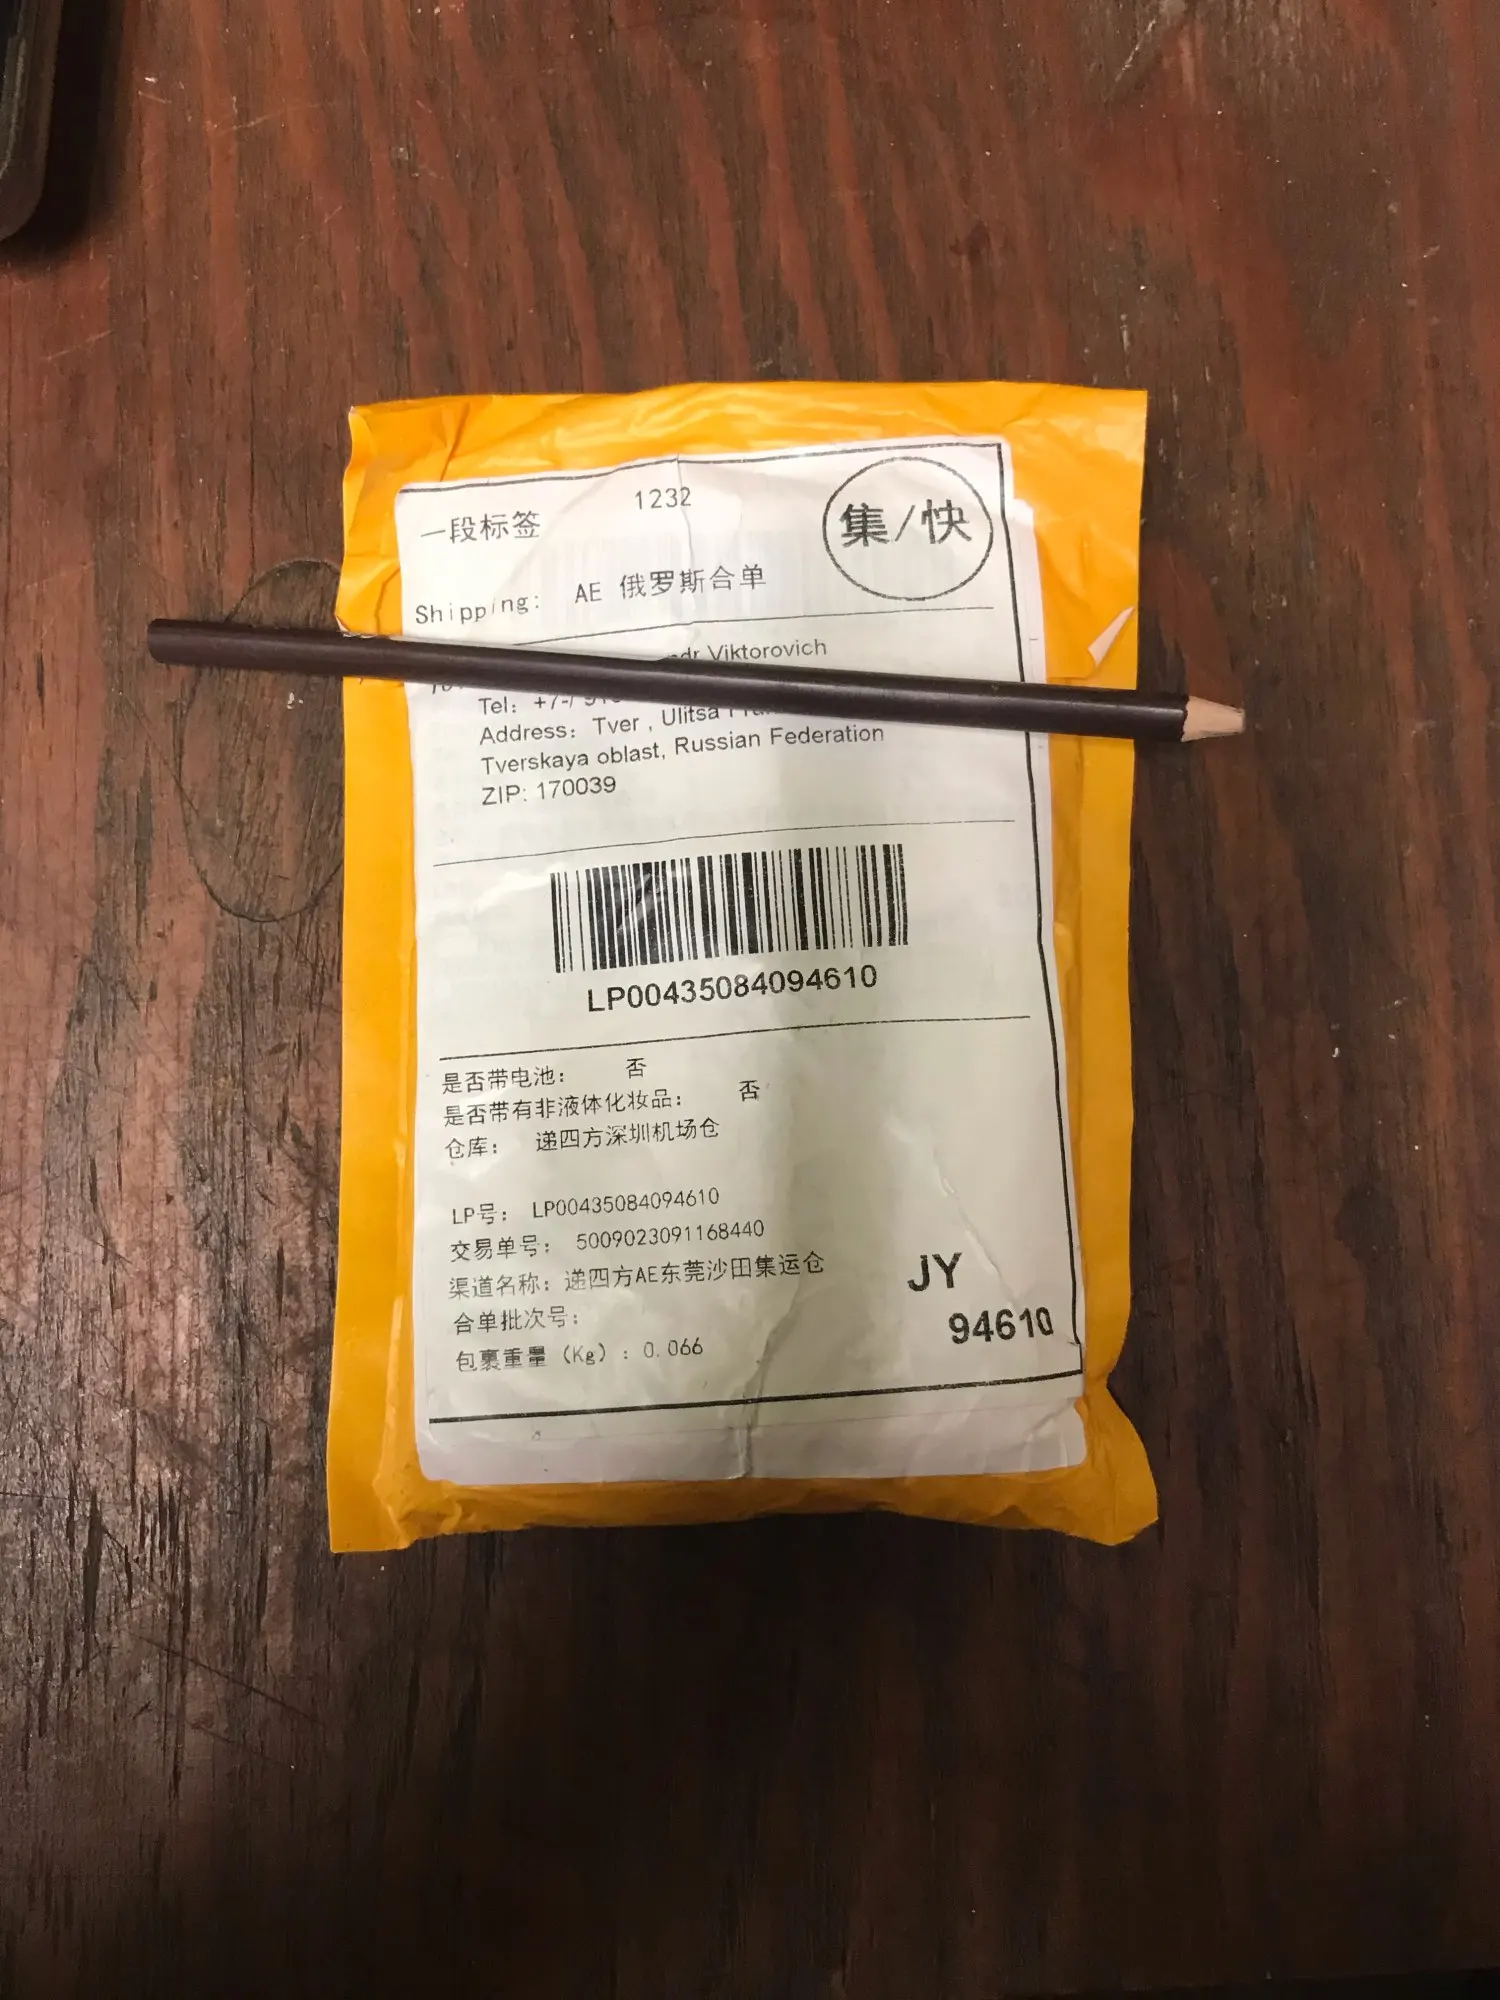 一段标签
1232
集/快
Shipping: AE 俄罗斯合单
Viktorovich
Tel: +7-
Address: Tver , Ulitsa
Tverskaya oblast, Russian Federation
ZIP: 170039
LP00435084094610
是否带电池: 否
是否带有非液体化妆品: 否
仓库: 递四方深圳机场仓
LP号: LP00435084094610
交易单号: 5009023091168440
渠道名称: 递四方AE东莞沙田集运仓
合单批次号:
包裹重量 (Kg) : 0.066
JY
94610